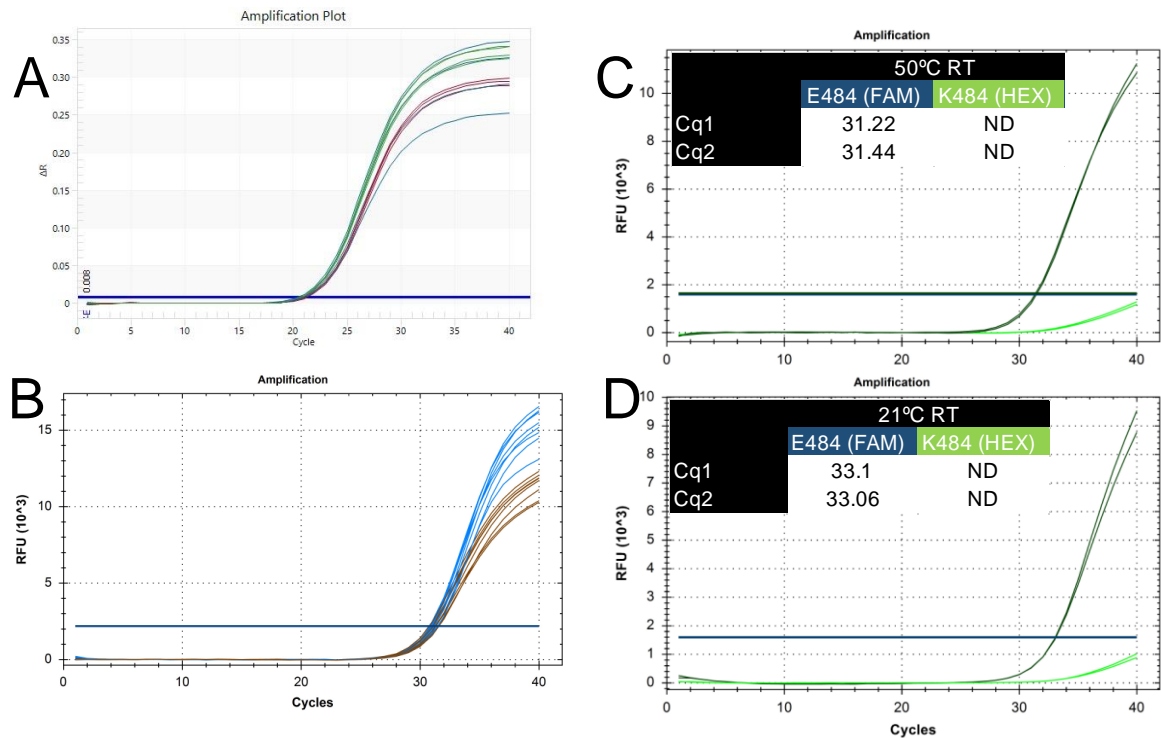 A
Amplification Plot
0.35
0.30
0.25
0.20
0.15
0.10
0.05
0
ΔR
0.008
0 5 10 15 20 25 30 35 40
Cycle
B
Amplification
15
10
5
0
RFU (10^3)
0 10 20 30 40
Cycles
C
Amplification
50ºC RT
E484 (FAM) K484 (HEX)
Cq1 31.22 ND
Cq2 31.44 ND
10
8
6
4
2
0
RFU (10^3)
0 10 20 30 40
D
Amplification
21ºC RT
E484 (FAM) K484 (HEX)
Cq1 33.1 ND
Cq2 33.06 ND
10
9
8
7
6
5
4
3
2
1
0
RFU (10^3)
0 10 20 30 40
Cycles